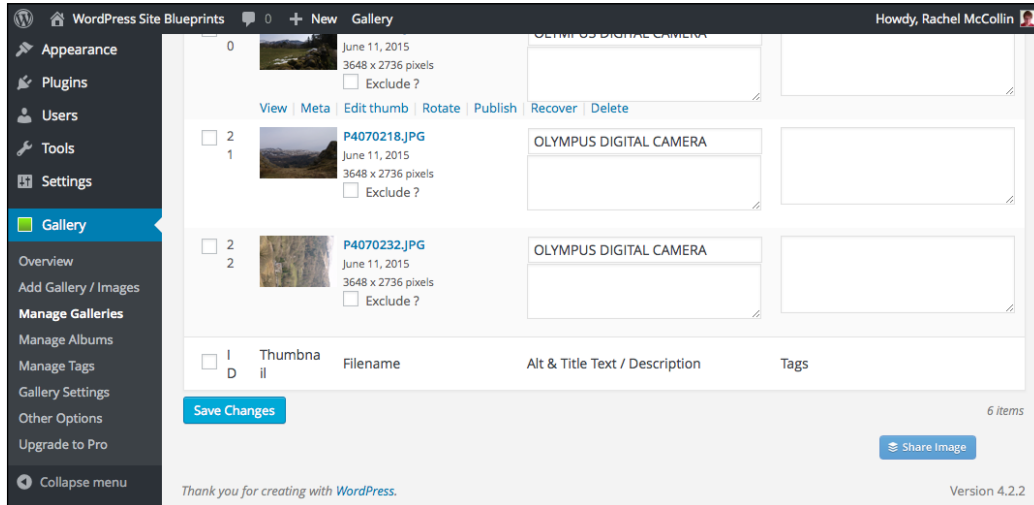 WordPress Site Blueprints 0 + New Gallery Howdy, Rachel McCollin
Appearance
Plugins
Users
Tools
Settings
Gallery
Overview
Add Gallery / Images
Manage Galleries
Manage Albums
Manage Tags
Gallery Settings
Other Options
Upgrade to Pro
Collapse menu
0
June 11, 2015
3648 x 2736 pixels
Exclude ?
OLYMPUS DIGITAL CAMERA
View | Meta | Edit thumb | Rotate | Publish | Recover | Delete
2
1
P4070218.JPG
June 11, 2015
3648 x 2736 pixels
Exclude ?
OLYMPUS DIGITAL CAMERA
2
2
P4070232.JPG
June 11, 2015
3648 x 2736 pixels
Exclude ?
OLYMPUS DIGITAL CAMERA
I
D
Thumbna
il
Filename
Alt & Title Text / Description
Tags
Save Changes
6 items
Share Image
Thank you for creating with WordPress.
Version 4.2.2